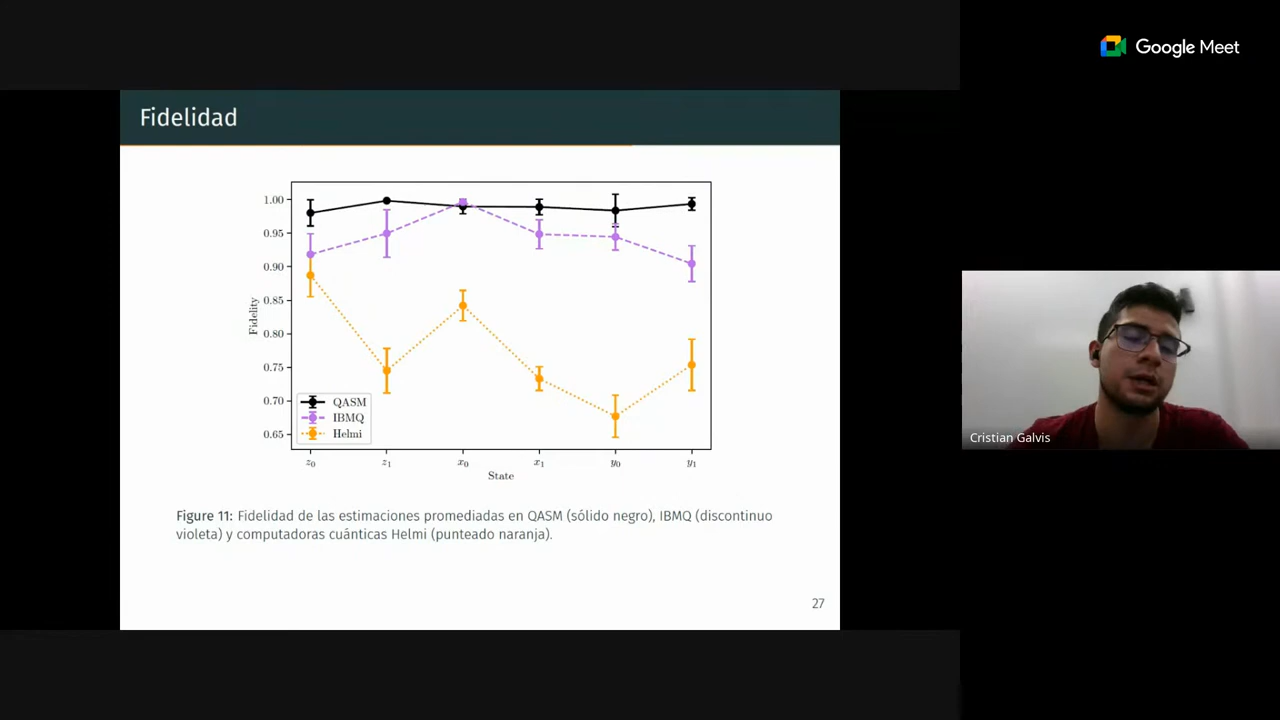 Google Meet
Fidelidad
1.00
0.95
0.90
0.85
0.80
0.75
0.70
0.65
Fidelity
QASM
IBMQ
Helmi
z₀ z₁ x₀ x₁ y₀ y₁
State
Figure 11: Fidelidad de las estimaciones promediadas en QASM (sólido negro), IBMQ (discontinuo
violeta) y computadoras cuánticas Helmi (punteado naranja).
27
Cristian Galvis